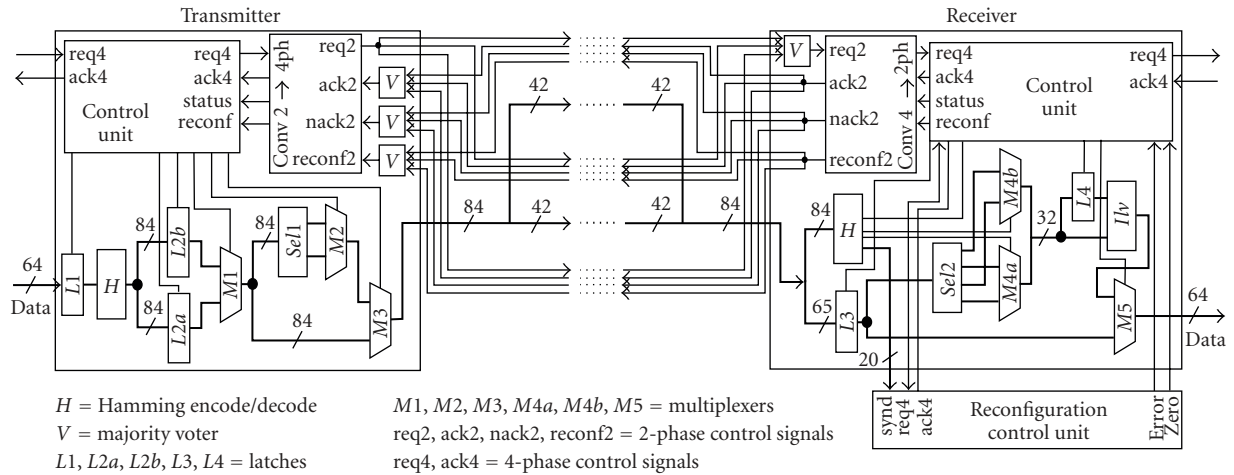 Transmitter
Receiver
req4
ack4
Control
unit
req4
ack4
status
reconf
Conv 2 → 4ph
req2
ack2
nack2
reconf2
V
V
V
42
42
84
42
42
84
V
req2
ack2
nack2
reconf2
Conv 4 → 2ph
req4
ack4
status
reconf
Control
unit
req4
ack4
64
Data
L1
H
84
84
L2b
L2a
M1
84
84
Sel1
M2
M3
84
H
65
L3
20
Sel2
M4b
M4a
32
L4
Ilv
M5
64
Data
synd
req4
ack4
Reconfiguration
control unit
Error
Zero
H = Hamming encode/decode
V = majority voter
L1, L2a, L2b, L3, L4 = latches
M1, M2, M3, M4a, M4b, M5 = multiplexers
req2, ack2, nack2, reconf2 = 2-phase control signals
req4, ack4 = 4-phase control signals